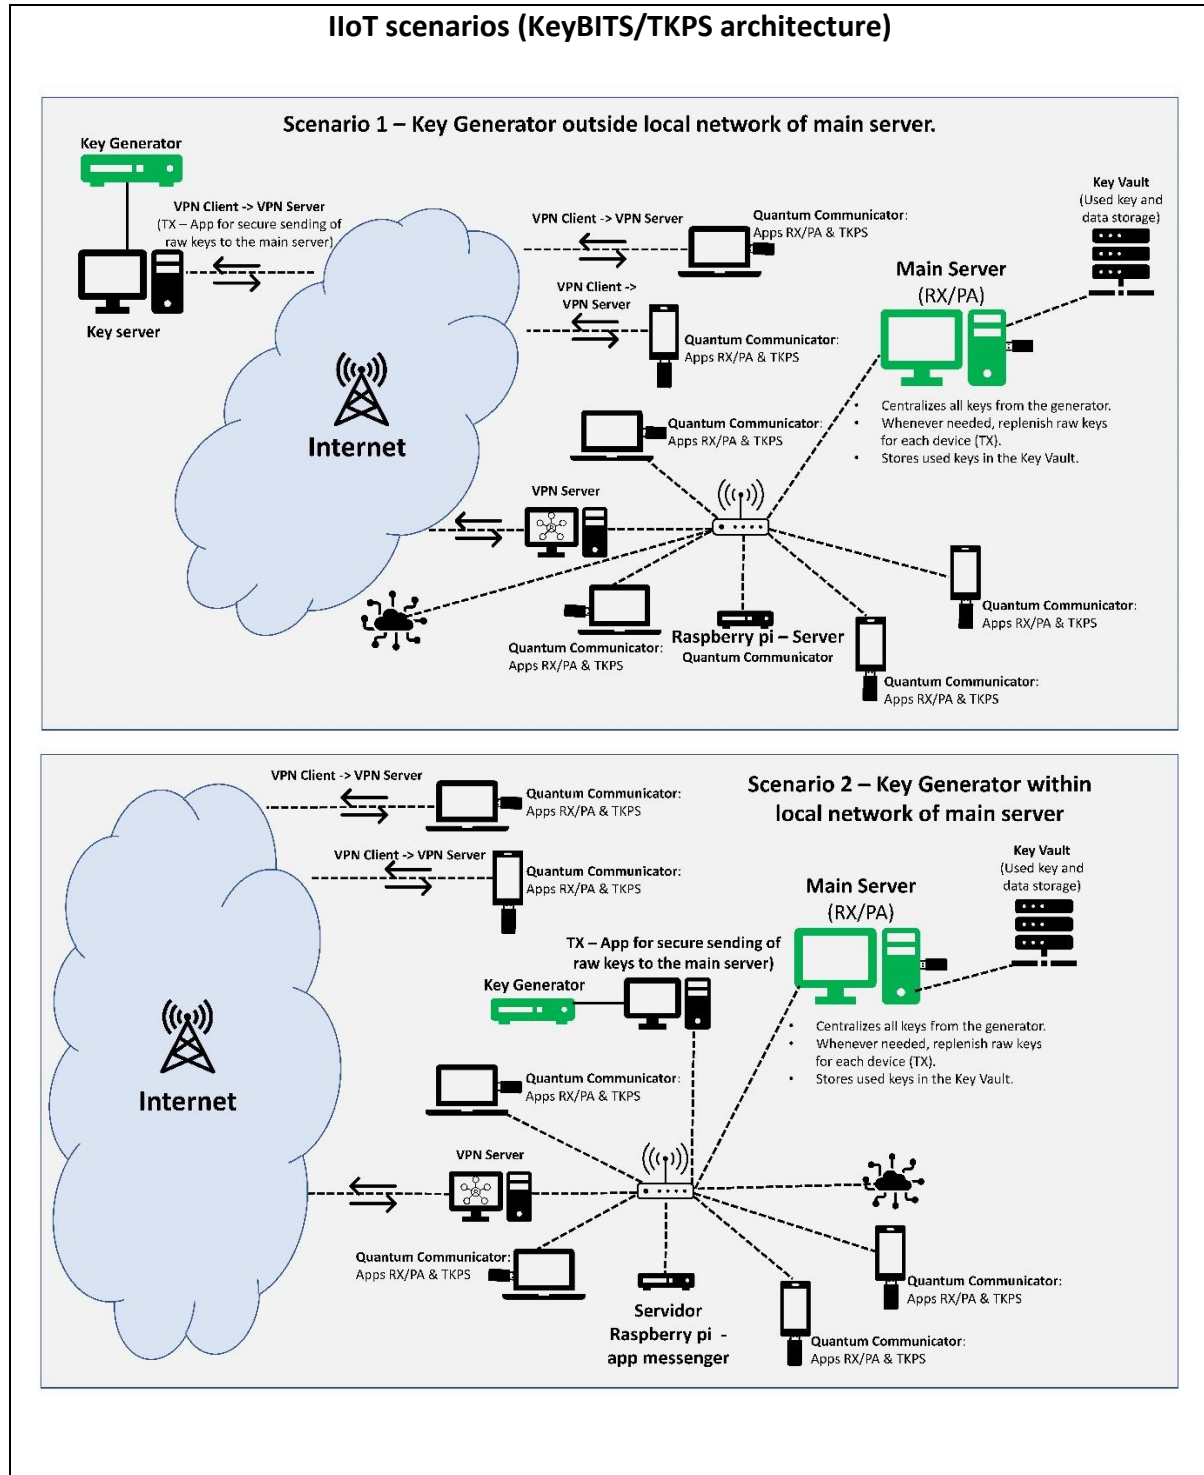 IIoT scenarios (KeyBITS/TKPS architecture)
Scenario 1 – Key Generator outside local network of main server.
Key Generator
VPN Client -> VPN Server
(TX – App for secure sending of
raw keys to the main server)
Key server
Internet
VPN Client -> VPN Server
Quantum Communicator:
Apps RX/PA & TKPS
VPN Client ->
VPN Server
Quantum Communicator:
Apps RX/PA & TKPS
Key Vault
(Used key and
data storage)
Main Server
(RX/PA)
• Centralizes all keys from the generator.
• Whenever needed, replenish raw keys
for each device (TX).
• Stores used keys in the Key Vault.
Quantum Communicator:
Apps RX/PA & TKPS
VPN Server
Quantum Communicator:
Apps RX/PA & TKPS
Raspberry pi – Server
Quantum Communicator
Quantum Communicator:
Apps RX/PA & TKPS
Quantum Communicator:
Apps RX/PA & TKPS
Scenario 2 – Key Generator within
local network of main server
VPN Client -> VPN Server
Quantum Communicator:
Apps RX/PA & TKPS
VPN Client -> VPN Server
Quantum Communicator:
Apps RX/PA & TKPS
Key Vault
(Used key and
data storage)
Main Server
(RX/PA)
TX – App for secure sending of
raw keys to the main server)
Key Generator
• Centralizes all keys from the generator.
• Whenever needed, replenish raw keys
for each device (TX).
• Stores used keys in the Key Vault.
Internet
Quantum Communicator:
Apps RX/PA & TKPS
VPN Server
Quantum Communicator:
Apps RX/PA & TKPS
Servidor
Raspberry pi -
app messenger
Quantum Communicator:
Apps RX/PA & TKPS
Quantum Communicator:
Apps RX/PA & TKPS